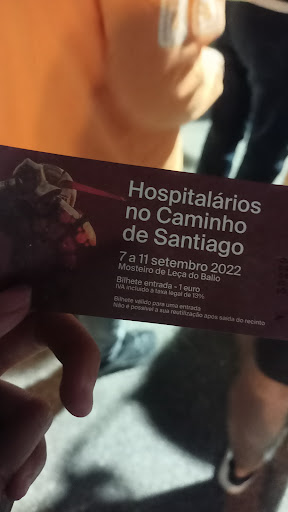 Hospitalários
no Caminho
de Santiago
7 a 11 setembro 2022
Mosteiro de Leça do Balio
Bilhete entrada - 1 euro
IVA incluído à taxa legal de 13%
Bilhete válido para uma entrada
Não é possível a sua reutilização após saída do recinto